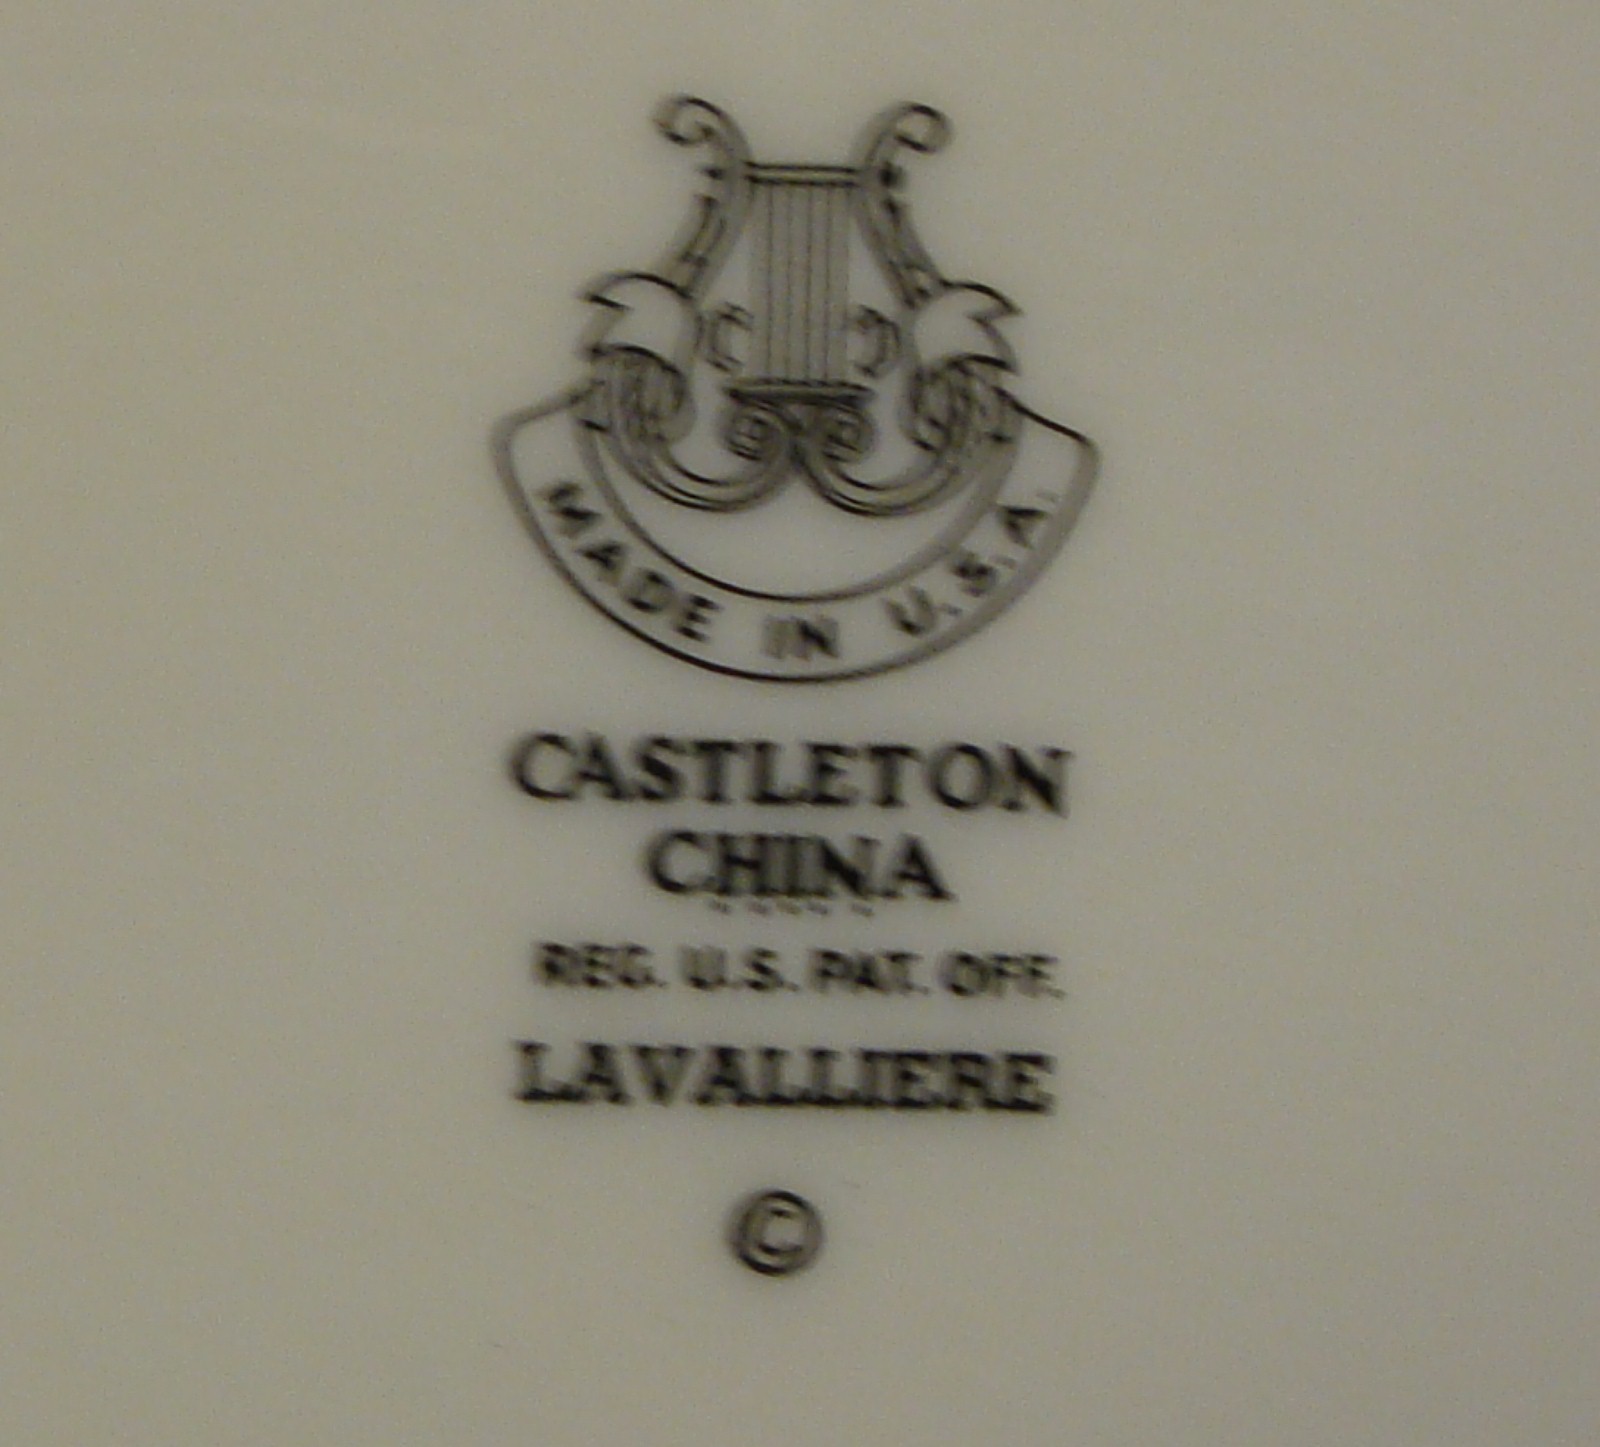 MADE IN U.S.A.
CASTLETON
CHINA
REG. U.S. PAT. OFF.
LAVALLIERE
©